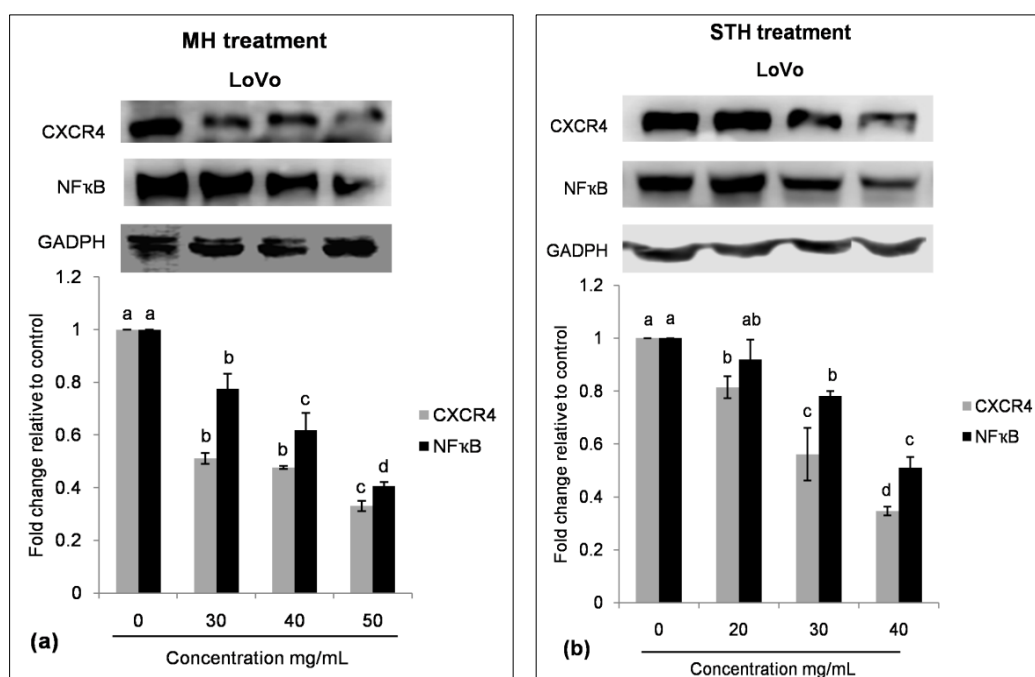 MH treatment
LoVo
CXCR4
NFκB
GADPH
1.2
1
0.8
0.6
0.4
0.2
0
Fold change relative to control
a a
b b
b c
c d
CXCR4
NFκB
0 30 40 50
(a)
Concentration mg/mL
STH treatment
LoVo
CXCR4
NFκB
GADPH
1.2
1
0.8
0.6
0.4
0.2
0
Fold change relative to control
a a
b ab
c b
d c
CXCR4
NFκB
0 20 30 40
(b)
Concentration mg/mL